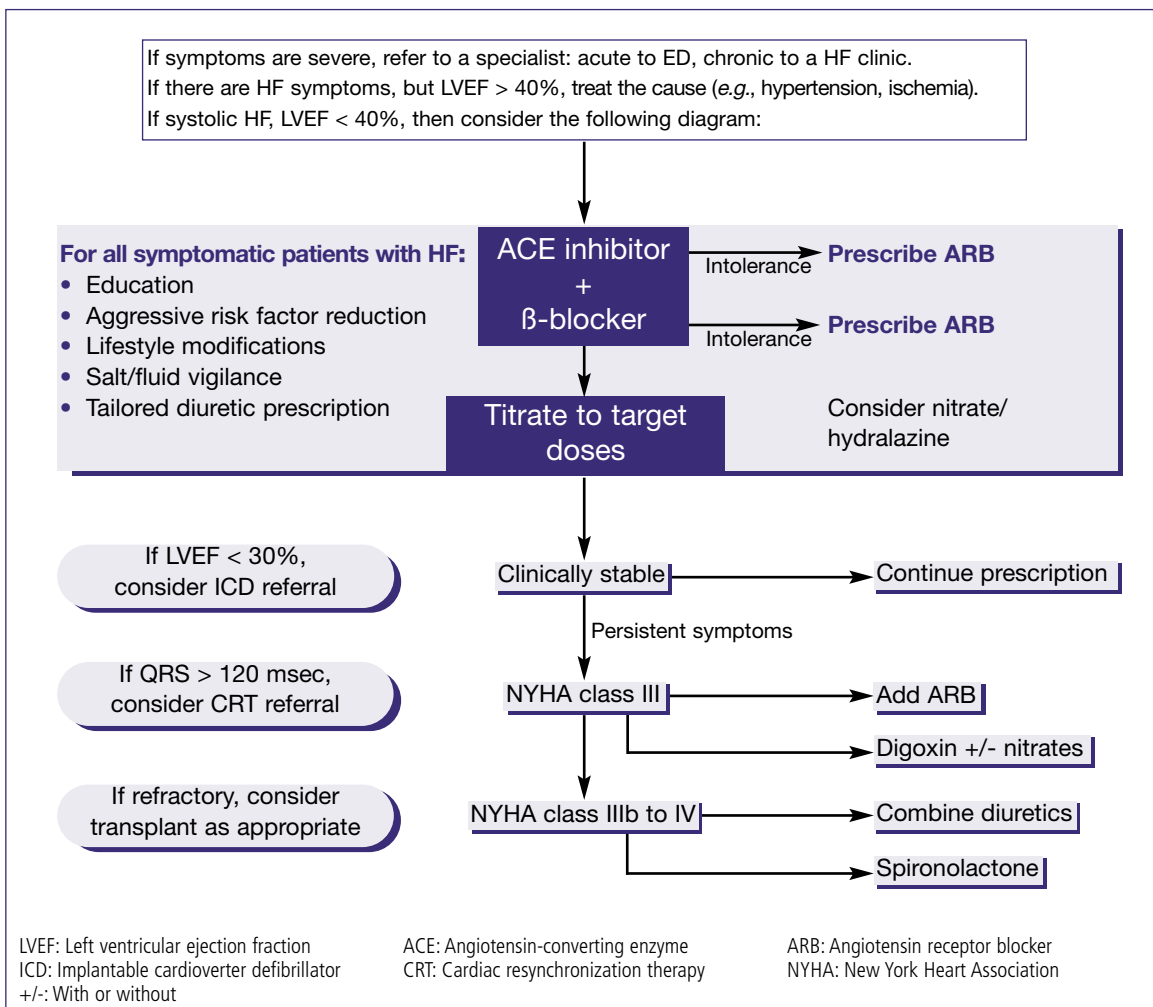 If symptoms are severe, refer to a specialist: acute to ED, chronic to a HF clinic.
If there are HF symptoms, but LVEF > 40%, treat the cause (e.g., hypertension, ischemia).
If systolic HF, LVEF < 40%, then consider the following diagram:
For all symptomatic patients with HF:
• Education
• Aggressive risk factor reduction
• Lifestyle modifications
• Salt/fluid vigilance
• Tailored diuretic prescription
ACE inhibitor
+
ß-blocker
Intolerance
Prescribe ARB
Intolerance
Prescribe ARB
Titrate to target
doses
Consider nitrate/
hydralazine
If LVEF < 30%,
consider ICD referral
Clinically stable
Continue prescription
Persistent symptoms
If QRS > 120 msec,
consider CRT referral
NYHA class III
Add ARB
Digoxin +/- nitrates
If refractory, consider
transplant as appropriate
NYHA class IIIb to IV
Combine diuretics
Spironolactone
LVEF: Left ventricular ejection fraction
ICD: Implantable cardioverter defibrillator
+/-: With or without
ACE: Angiotensin-converting enzyme
CRT: Cardiac resynchronization therapy
ARB: Angiotensin receptor blocker
NYHA: New York Heart Association